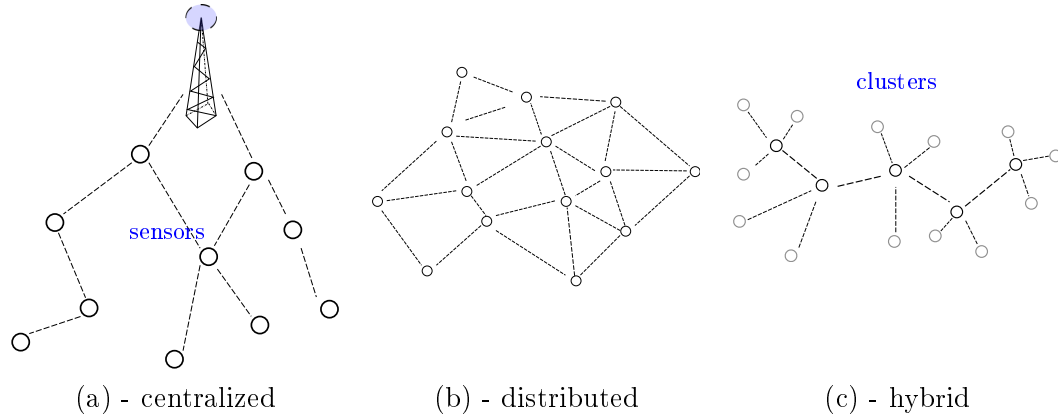 clusters
sensors
(a) - centralized
(b) - distributed
(c) - hybrid